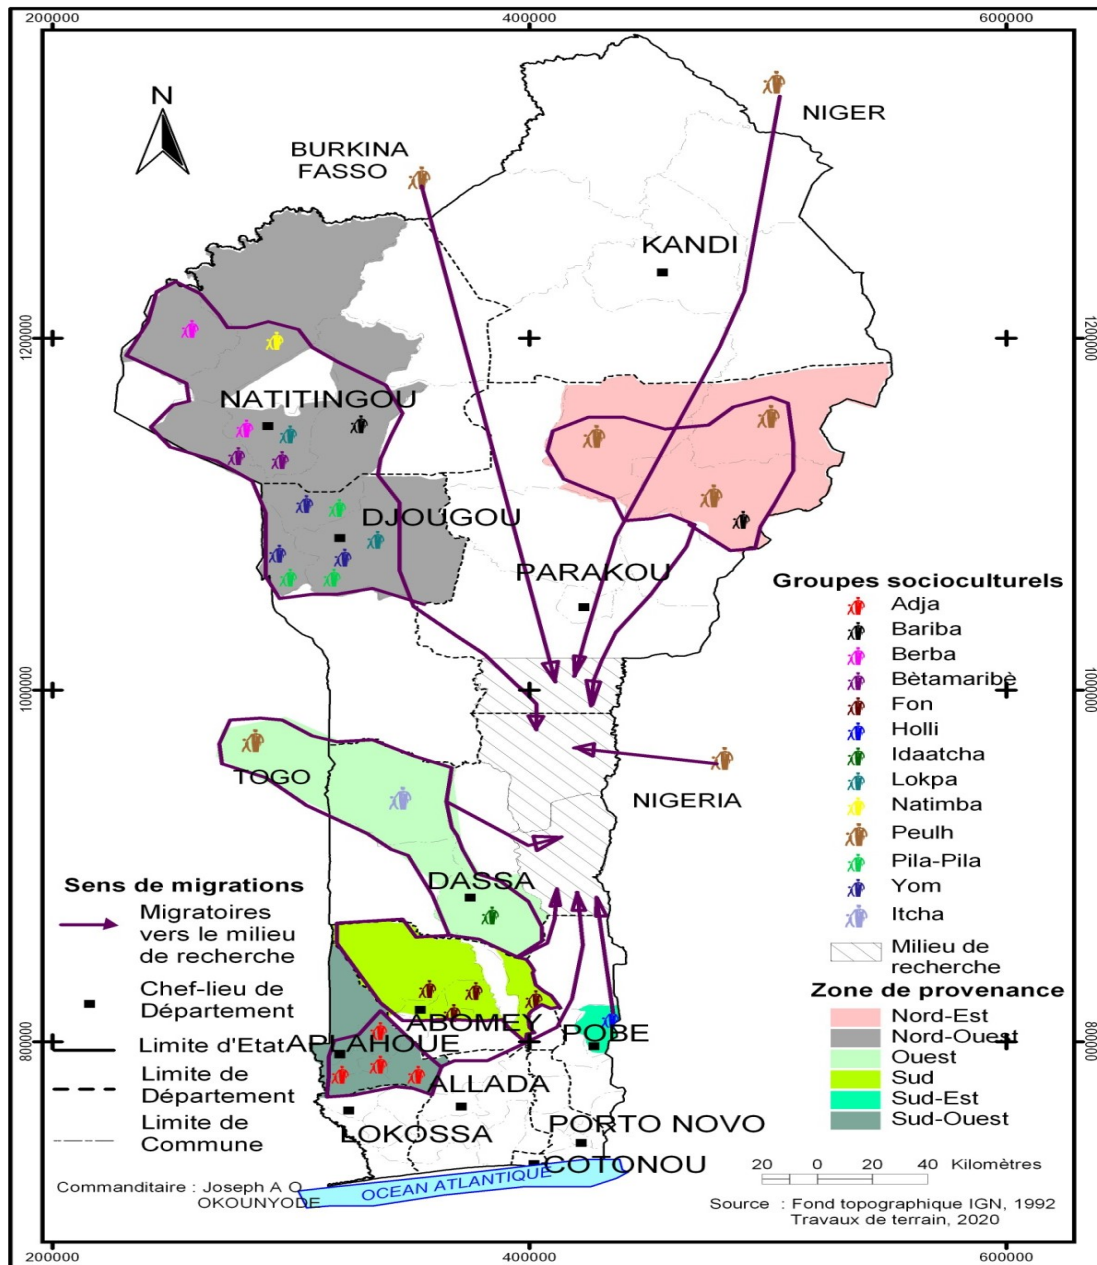 200000
400000
600000
N
NIGER
BURKINA
FASSO
KANDI
1200000
1200000
NATITINGOU
DJOUGOU
PARAKOU
Groupes socioculturels
Adja
Bariba
Berba
Bètamaribè
Fon
Holli
Idaatcha
Lokpa
Natimba
Peulh
Pila-Pila
Yom
Itcha
Milieu de
recherche
Zone de provenance
Nord-Est
Nord-Ouest
Ouest
Sud
Sud-Est
Sud-Ouest
1000000
1000000
TOGO
NIGERIA
DASSA
Sens de migrations
Migratoires
vers le milieu
de recherche
Chef-lieu de
Département
Limite d'Etat
Limite de
Département
Limite de
Commune
800000
800000
ABOMEY
APLAHOUE
POBE
ALLADA
LOKOSSA
PORTO NOVO
COTONOU
OCEAN ATLANTIQUE
20 0 20 40 Kilomètres
Commanditaire : Joseph A O
OKOUNYODE
Source : Fond topographique IGN, 1992
Travaux de terrain, 2020
200000
400000
600000